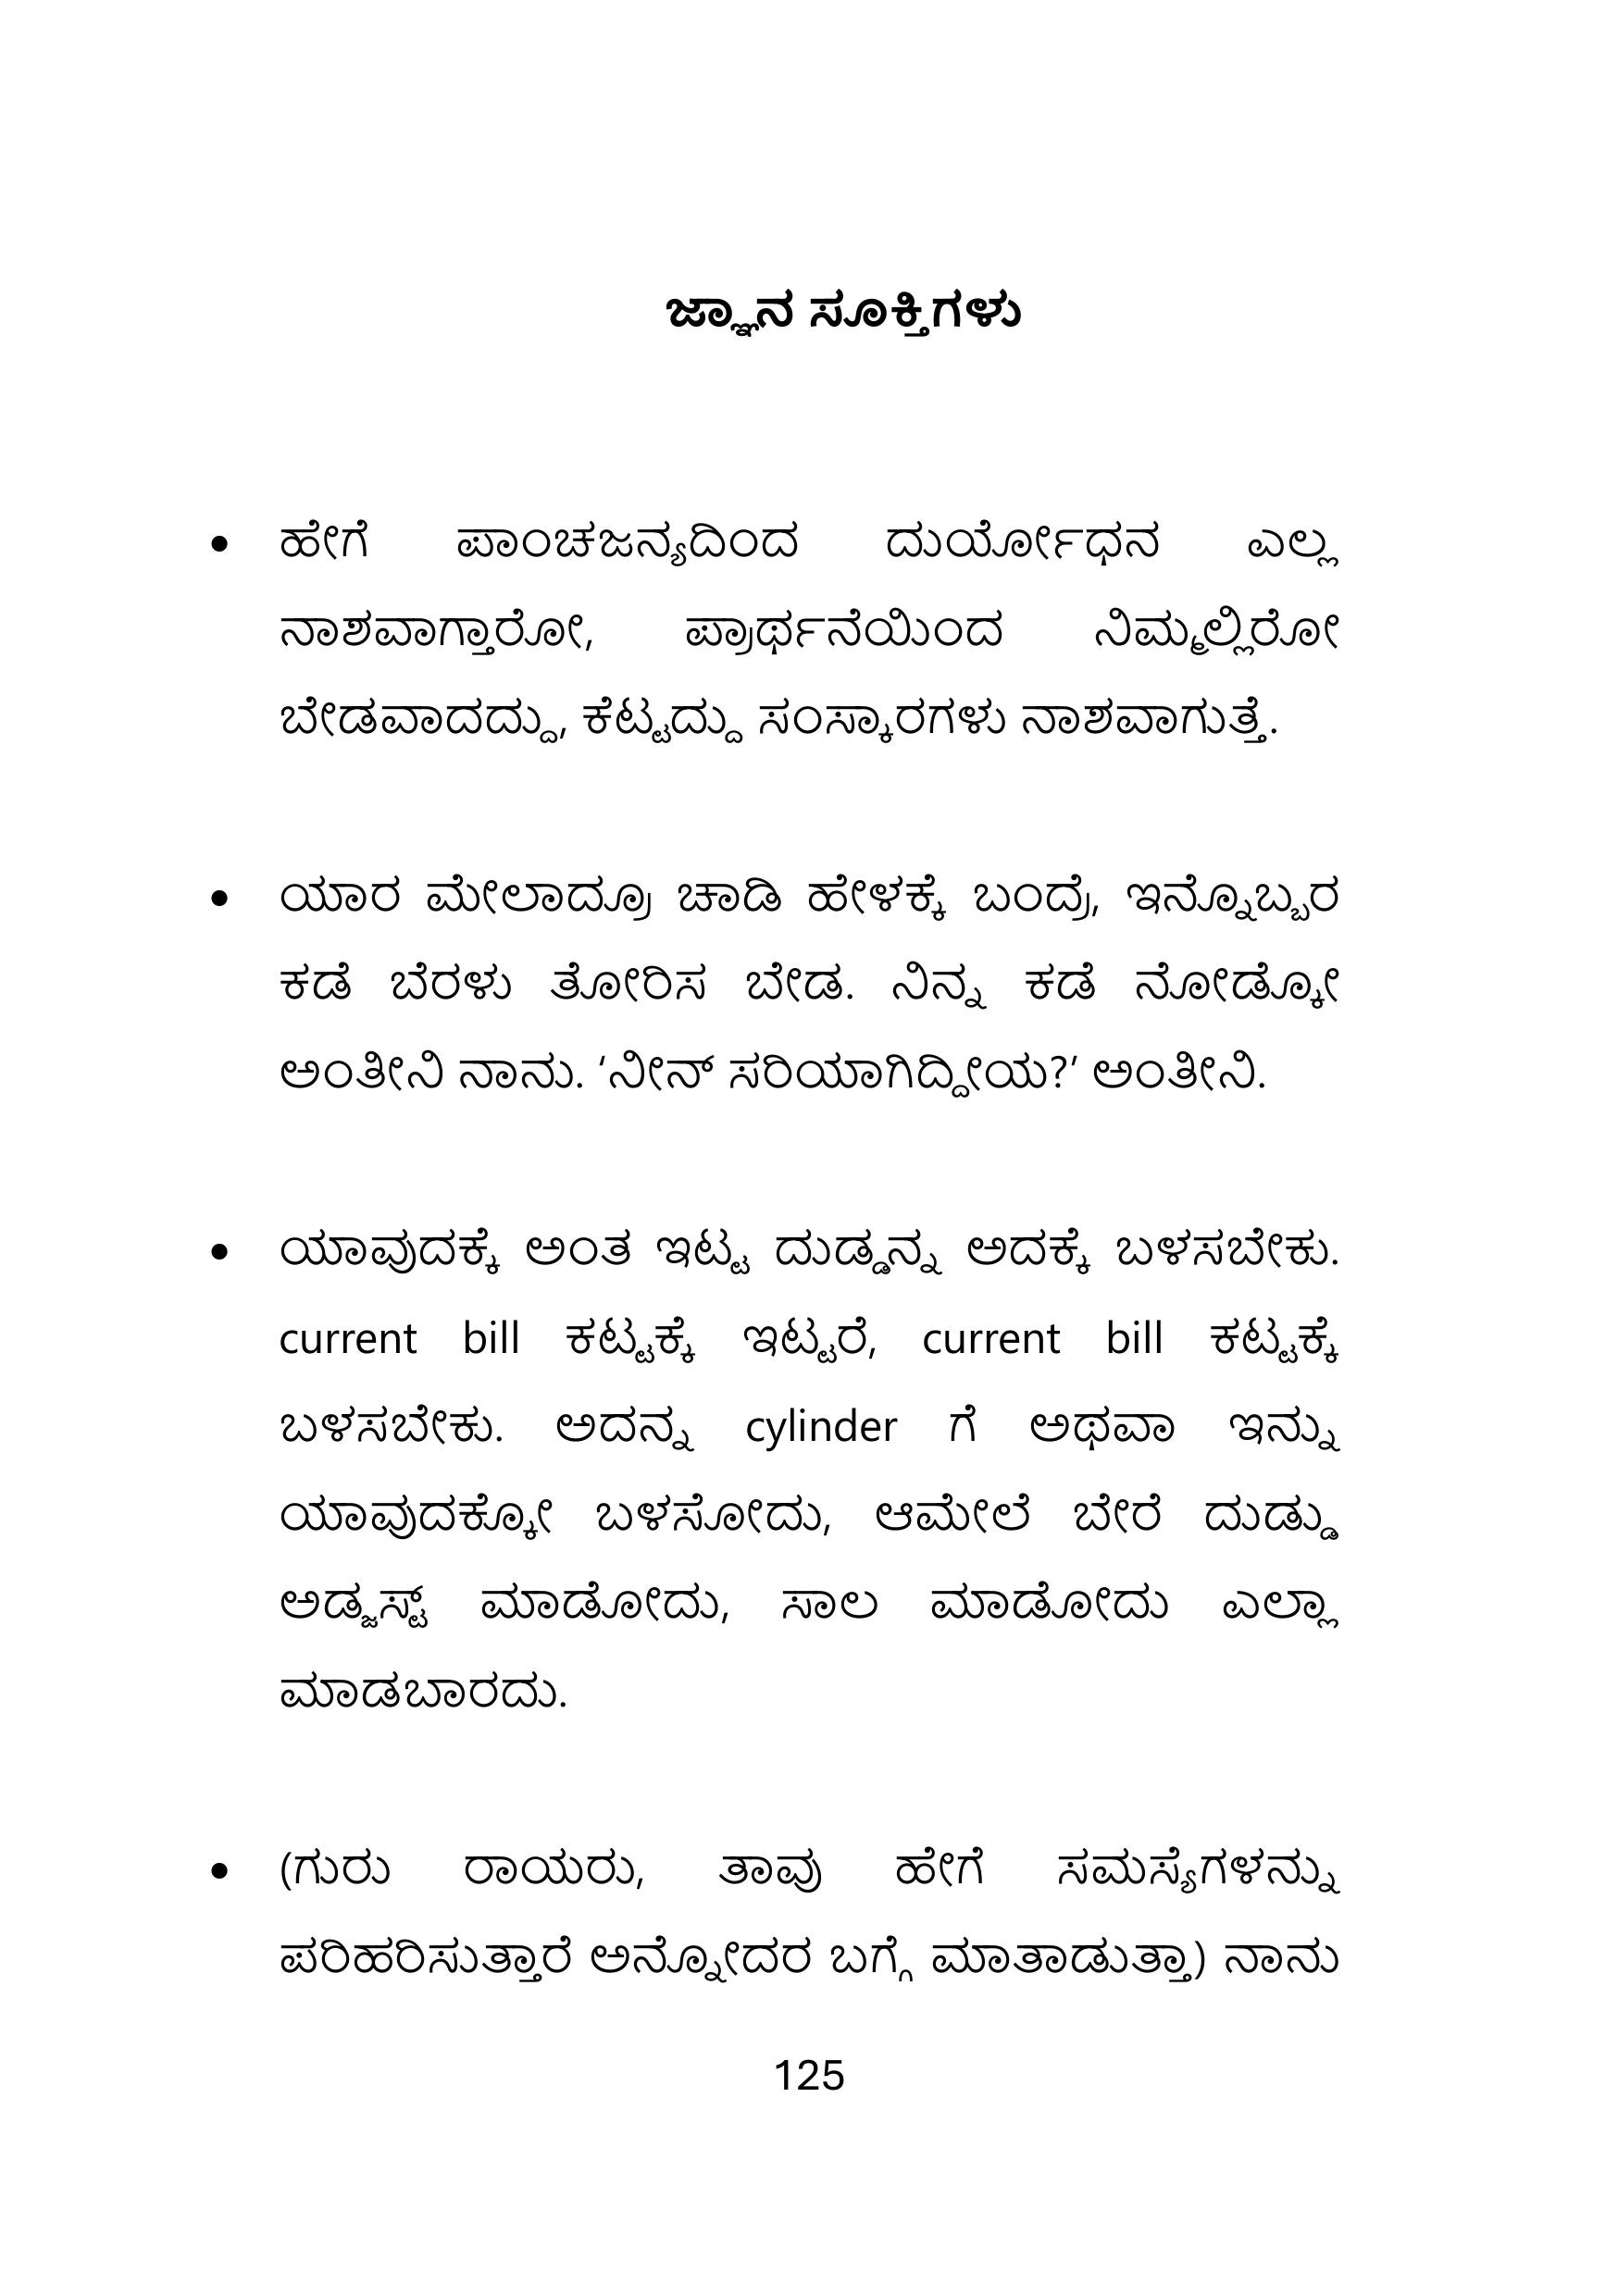 ಜ್ಞಾನ ಸೂಕ್ತಿಗಳು
• ಹೇಗೆ ಪಾಂಚಜನ್ಯದಿಂದ ದುರ್ಯೋಧನ ಎಲ್ಲ
ನಾಶವಾಗ್ತಾರೋ, ಪ್ರಾರ್ಥನೆಯಿಂದ ನಿಮ್ಮಲ್ಲಿರೋ
ಬೇಡವಾದದ್ದು, ಕೆಟ್ಟದ್ದು ಸಂಸ್ಕಾರಗಳು ನಾಶವಾಗುತ್ತೆ.
• ಯಾರ ಮೇಲಾದ್ರೂ ಚಾಡಿ ಹೇಳಕ್ಕೆ ಬಂದ್ರೆ, ಇನ್ನೊಬ್ಬರ
ಕಡೆ ಬೆರಳು ತೋರಿಸ ಬೇಡ. ನಿನ್ನ ಕಡೆ ನೋಡ್ಕೋ
ಅಂತೀನಿ ನಾನು. ‘ನೀನ್ ಸರಿಯಾಗಿದ್ದೀಯ?’ ಅಂತೀನಿ.
• ಯಾವುದಕ್ಕೆ ಅಂತ ಇಟ್ಟ ದುಡ್ಡನ್ನ ಅದಕ್ಕೆ ಬಳಸಬೇಕು.
current bill ಕಟ್ಟಕ್ಕೆ ಇಟ್ಟರೆ, current bill ಕಟ್ಟಕ್ಕೆ
ಬಳಸಬೇಕು. ಅದನ್ನ cylinder ಗೆ ಅಥವಾ ಇನ್ನು
ಯಾವುದಕ್ಕೋ ಬಳಸೋದು, ಆಮೇಲೆ ಬೇರೆ ದುಡ್ಡು
ಅಡ್ಜಸ್ಟ್ ಮಾಡೋದು, ಸಾಲ ಮಾಡೋದು ಎಲ್ಲಾ
ಮಾಡಬಾರದು.
• (ಗುರು ರಾಯರು, ತಾವು ಹೇಗೆ ಸಮಸ್ಯೆಗಳನ್ನು
ಪರಿಹರಿಸುತ್ತಾರೆ ಅನ್ನೋದರ ಬಗ್ಗೆ ಮಾತಾಡುತ್ತಾ) ನಾನು
125